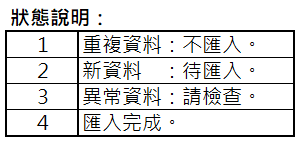 狀態說明：
1 重複資料：不匯入。
2 新資料　：待匯入。
3 異常資料：請檢查。
4 匯入完成。